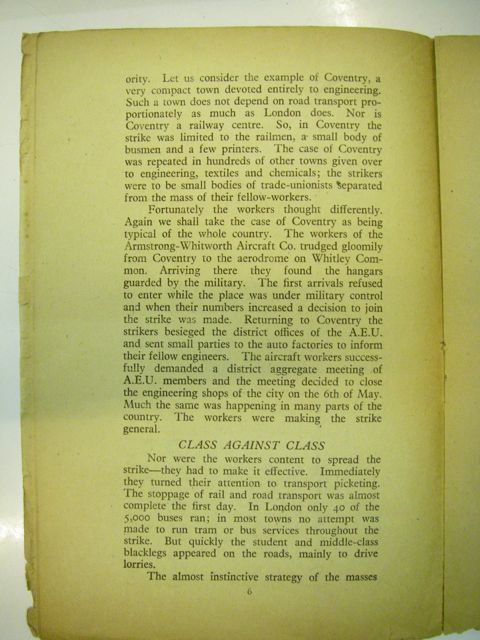 ority. Let us consider the example of Coventry, a
very compact town devoted entirely to engineering.
Such a town does not depend on road transport pro-
portionately as much as London does. Nor is
Coventry a railway centre. So, in Coventry the
strike was limited to the railmen, a small body of
busmen and a few printers. The case of Coventry
was repeated in hundreds of other towns given over
to engineering, textiles and chemicals; the strikers
were to be small bodies of trade-unionists separated
from the mass of their fellow-workers.
Fortunately the workers thought differently.
Again we shall take the case of Coventry as being
typical of the whole country. The workers of the
Armstrong-Whitworth Aircraft Co. trudged gloomily
from Coventry to the aerodrome on Whitley Com-
mon. Arriving there they found the hangars
guarded by the military. The first arrivals refused
to enter while the place was under military control
and when their numbers increased a decision to join
the strike was made. Returning to Coventry the
strikers besieged the district offices of the A.E.U.
and sent small parties to the auto factories to inform
their fellow engineers. The aircraft workers success-
fully demanded a district aggregate meeting of
A.E.U. members and the meeting decided to close
the engineering shops of the city on the 6th of May.
Much the same was happening in many parts of the
country. The workers were making the strike
general.
CLASS AGAINST CLASS
Nor were the workers content to spread the
strike—they had to make it effective. Immediately
they turned their attention to transport picketing.
The stoppage of rail and road transport was almost
complete the first day. In London only 40 of the
5,000 buses ran; in most towns no attempt was
made to run tram or bus services throughout the
strike. But quickly the student and middle-class
blacklegs appeared on the roads, mainly to drive
lorries.
The almost instinctive strategy of the masses
6